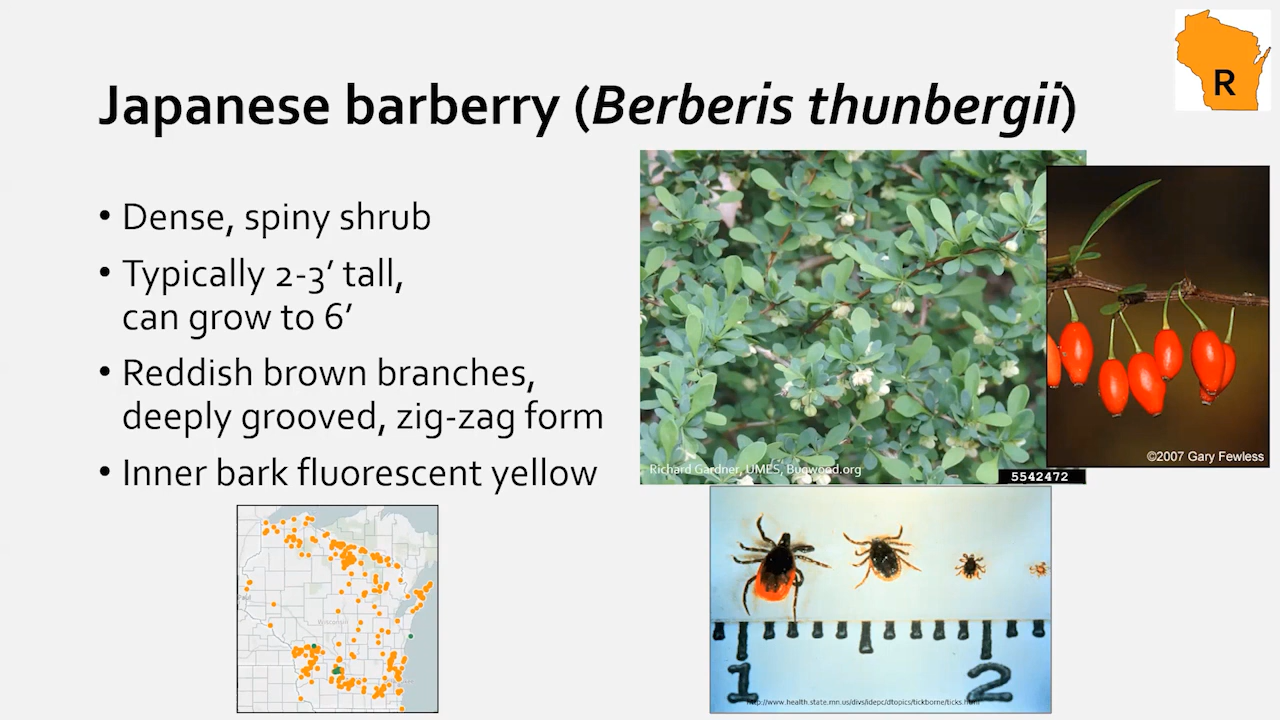 R
Japanese barberry (Berberis thunbergii)
• Dense, spiny shrub
• Typically 2-3’ tall,
can grow to 6’
• Reddish brown branches,
deeply grooved, zig-zag form
• Inner bark fluorescent yellow
Richard Gardner, UMES, Bugwood.org
5542472
©2007 Gary Fewless
Wisconsin
1
2
http://www.health.state.mn.us/divs/idepc/dtopics/tickborne/ticks.html